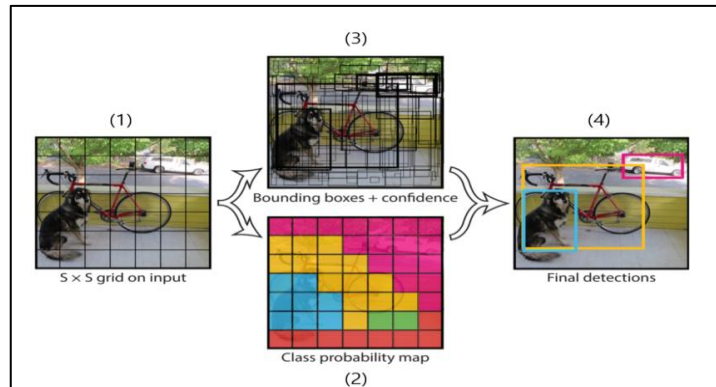 (3)
(1)
(4)
Bounding boxes + confidence
S × S grid on input
Final detections
Class probability map
(2)